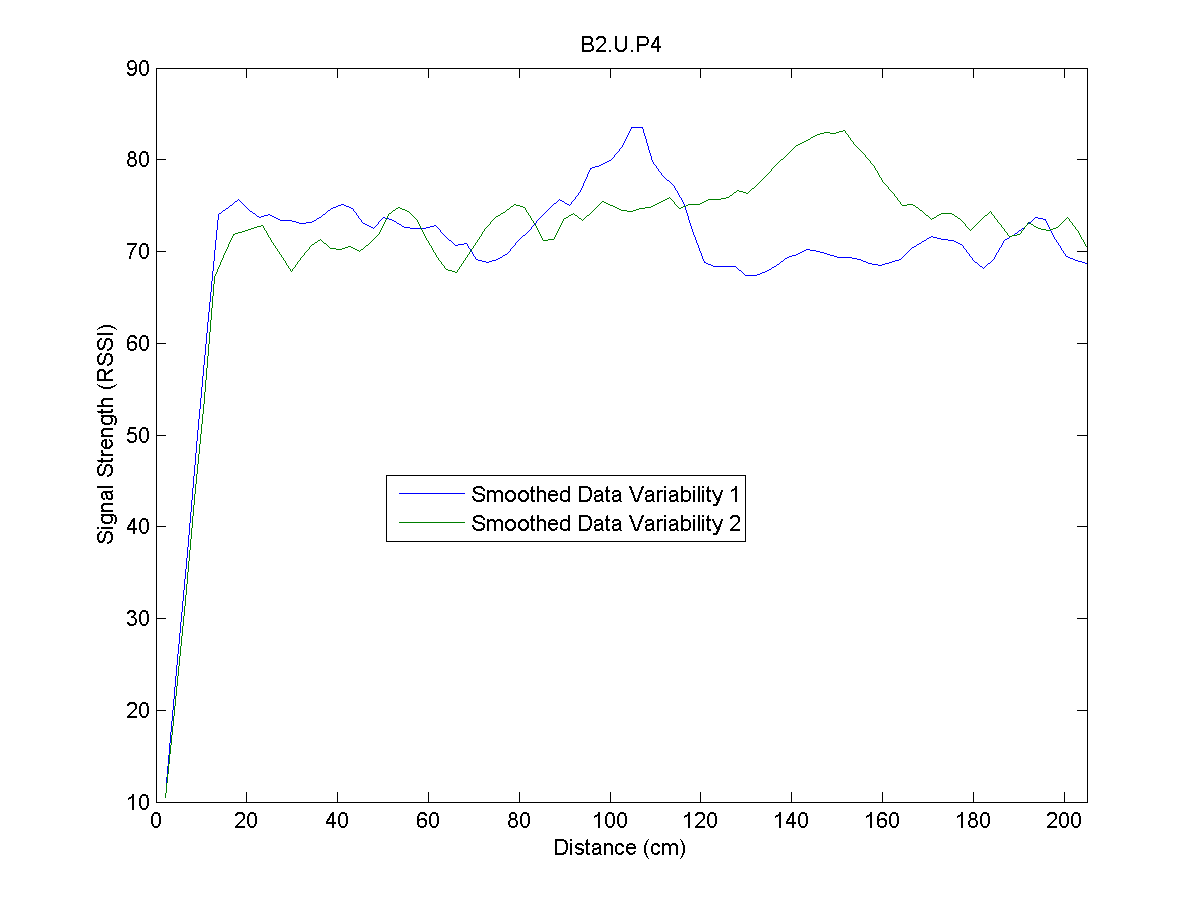 B2.U.P4
90
80
70
60
50
40
30
20
10
Signal Strength (RSSI)
Smoothed Data Variability 1
Smoothed Data Variability 2
0 20 40 60 80 100 120 140 160 180 200
Distance (cm)